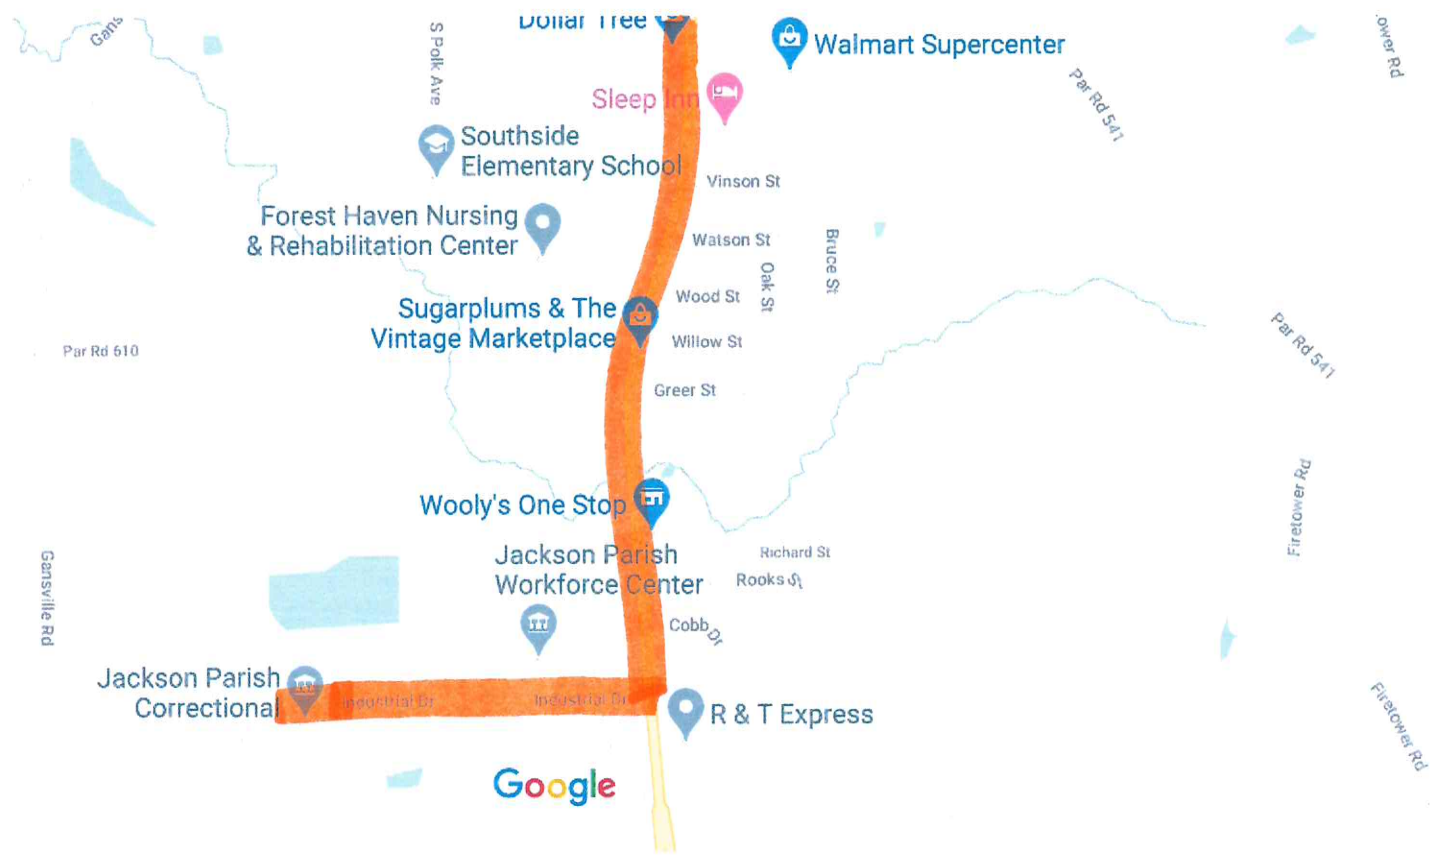 Dollar Tree
Gans
S Polk Ave
Walmart Supercenter
ower Rd
Sleep Inn
Par Rd 541
Southside
Elementary School
Vinson St
Forest Haven Nursing
& Rehabilitation Center
Watson St
Bruce St
Oak St
Sugarplums & The
Vintage Marketplace
Wood St
Willow St
Par Rd 610
Par Rd 541
Greer St
Firetower Rd
Wooly's One Stop
Jackson Parish
Workforce Center
Richard St
Rooks St
Gansville Rd
Cobb Dr
Jackson Parish
Correctional
Industrial Dr
Industrial Dr
R & T Express
Firetower Rd
Google